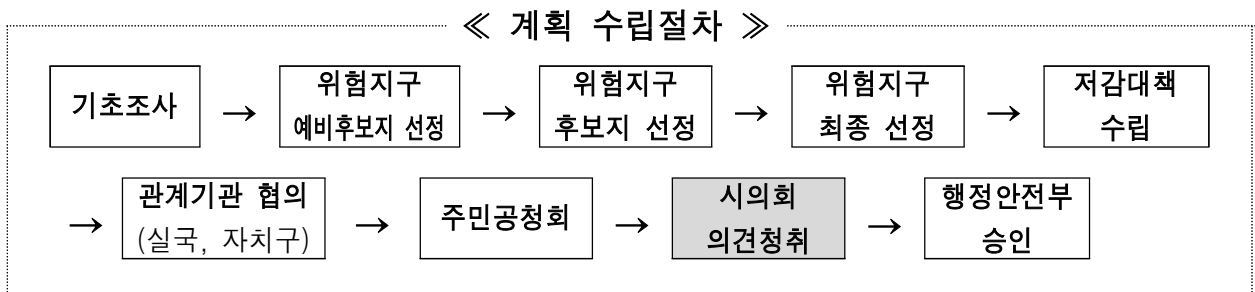 ≪ 계획 수립절차 ≫
기초조사
→
위험지구
예비후보지 선정
→
위험지구
후보지 선정
→
위험지구
최종 선정
→
저감대책
수립
→
관계기관 협의
(실국, 자치구)
→
주민공청회
→
시의회
의견청취
→
행정안전부
승인